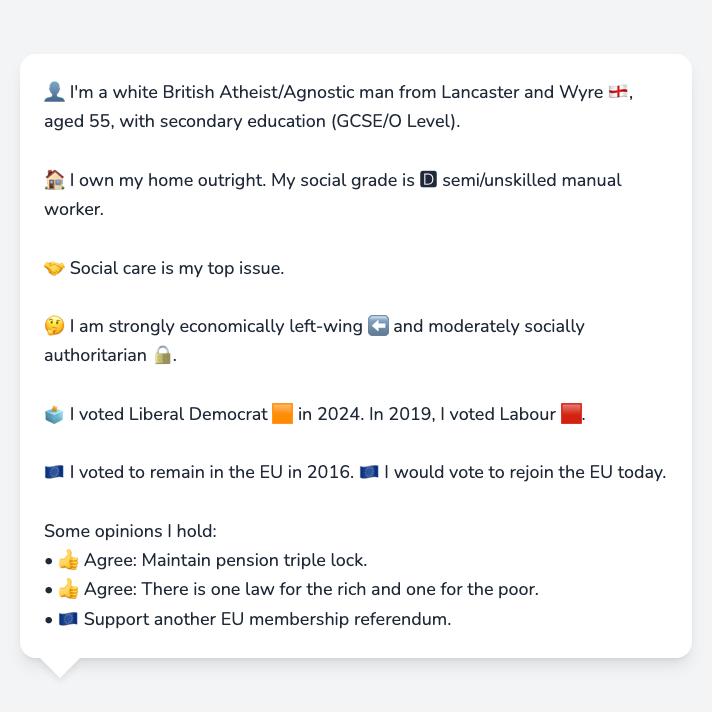 👤 I'm a white British Atheist/Agnostic man from Lancaster and Wyre 🏴󠁧󠁢󠁥󠁮󠁧󠁿,
aged 55, with secondary education (GCSE/O Level).
🏠 I own my home outright. My social grade is 🅳 semi/unskilled manual
worker.
🤝 Social care is my top issue.
🤔 I am strongly economically left-wing ⬅️ and moderately socially
authoritarian 🔒.
🗳️ I voted Liberal Democrat 🟧 in 2024. In 2019, I voted Labour 🟥.
🇪🇺 I voted to remain in the EU in 2016. 🇪🇺 I would vote to rejoin the EU today.
Some opinions I hold:
• 👍 Agree: Maintain pension triple lock.
• 👍 Agree: There is one law for the rich and one for the poor.
• 🇪🇺 Support another EU membership referendum.